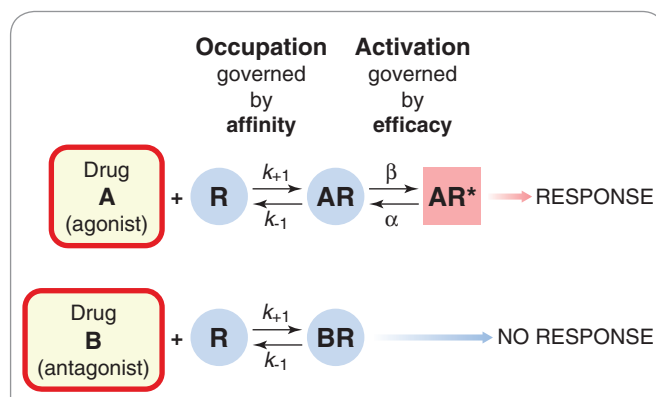 Occupation
governed
by
affinity
Activation
governed
by
efficacy
Drug
A
(agonist)
+ R k+1 k-1 AR β α AR* RESPONSE
Drug
B
(antagonist)
+ R k+1 k-1 BR NO RESPONSE